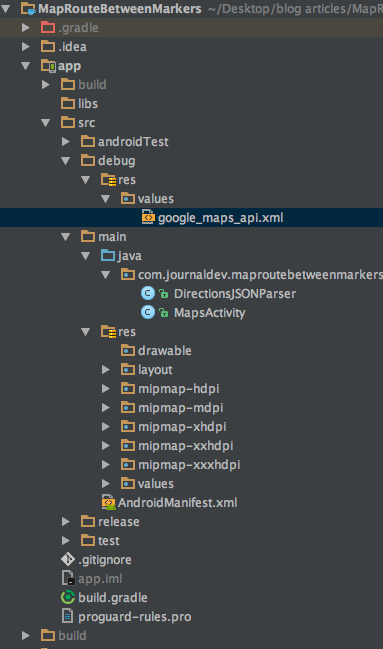 MapRouteBetweenMarkers ~/Desktop/blog articles/MapR
.gradle
.idea
app
build
libs
src
androidTest
debug
res
values
google_maps_api.xml
main
java
com.journaldev.maproutebetweenmarkers
DirectionsJSONParser
MapsActivity
res
drawable
layout
mipmap-hdpi
mipmap-mdpi
mipmap-xhdpi
mipmap-xxhdpi
mipmap-xxxhdpi
values
AndroidManifest.xml
release
test
.gitignore
app.iml
build.gradle
proguard-rules.pro
build